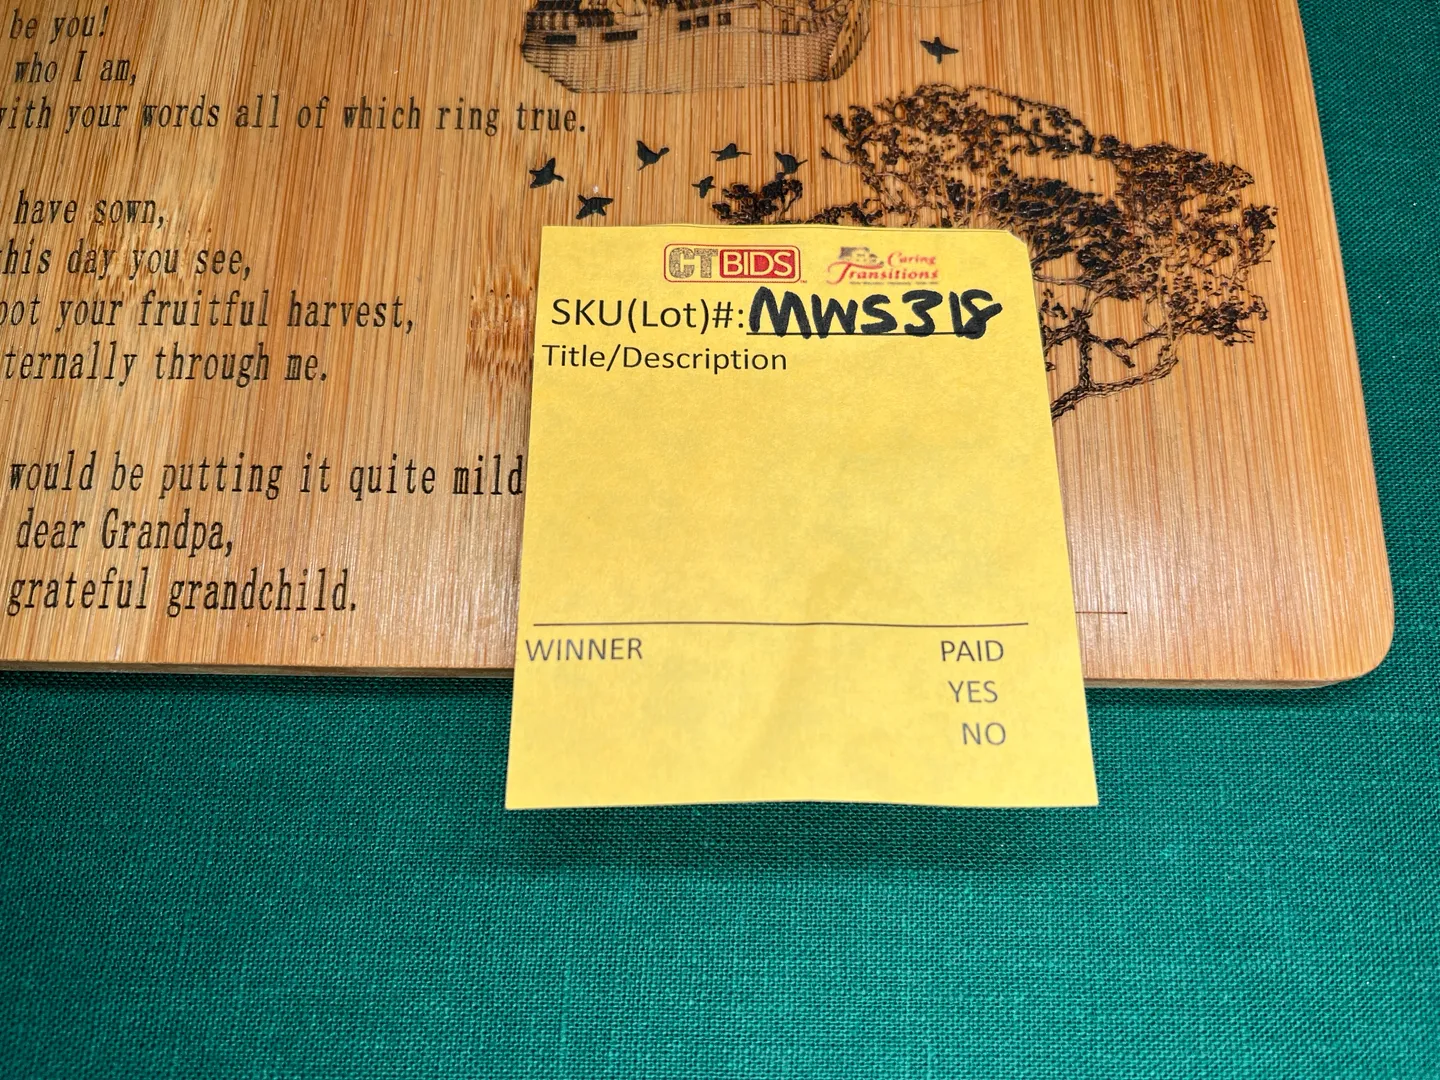 be you!
who I am,
with your words all of which ring true.
have sown,
this day you see,
your fruitful harvest,
ternally through me.
would be putting it quite mild
dear Grandpa,
grateful grandchild.
CTBIDS
Caring
Transitions
SKU(Lot)#: MWS318
Title/Description
WINNER PAID
YES
NO